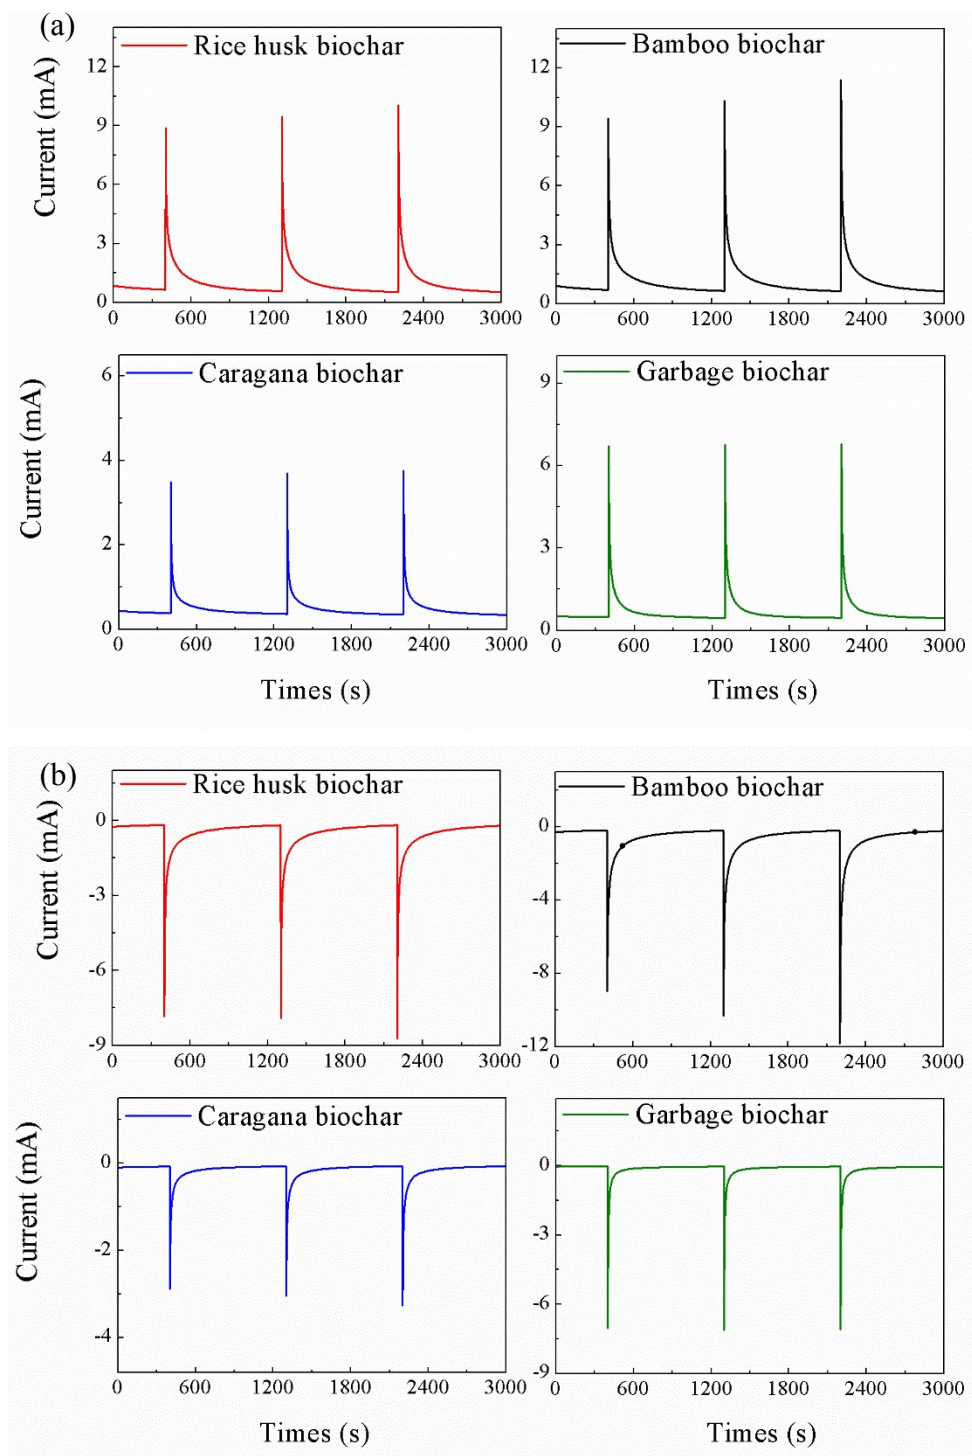 (a)
Rice husk biochar
Bamboo biochar
Current (mA)
12
9
6
3
0
0 600 1200 1800 2400 3000
12
9
6
3
0
0 600 1200 1800 2400 3000
Caragana biochar
Garbage biochar
Current (mA)
6
4
2
0
0 600 1200 1800 2400 3000
9
6
3
0
0 600 1200 1800 2400 3000
Times (s)
Times (s)
(b)
Rice husk biochar
Bamboo biochar
Current (mA)
0
-3
-6
-9
0 600 1200 1800 2400 3000
0
-4
-8
-12
0 600 1200 1800 2400 3000
Caragana biochar
Garbage biochar
Current (mA)
0
-2
-4
0 600 1200 1800 2400 3000
0
-3
-6
-9
0 600 1200 1800 2400 3000
Times (s)
Times (s)